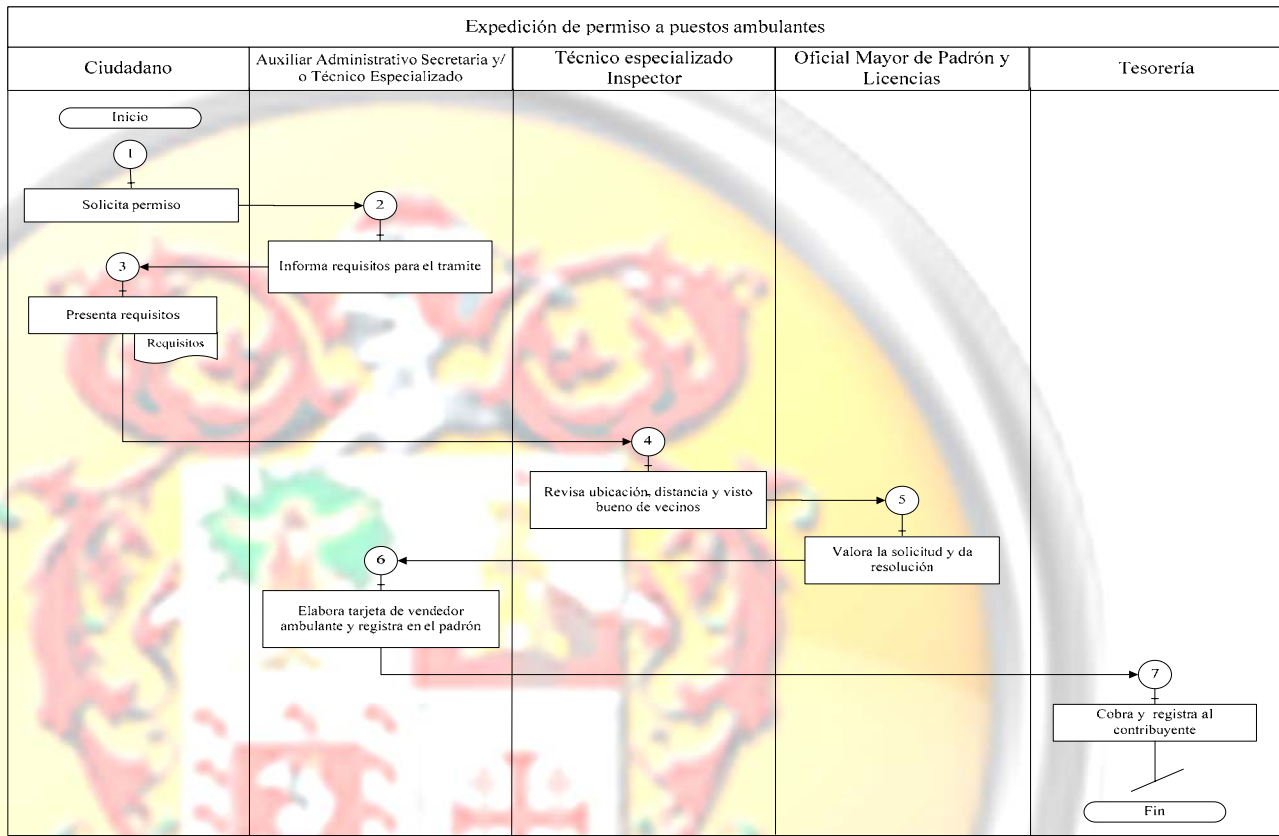 Expedición de permiso a puestos ambulantes
Ciudadano
Auxiliar Administrativo Secretaria y/
o Técnico Especializado
Técnico especializado
Inspector
Oficial Mayor de Padrón y
Licencias
Tesorería
Inicio
1
Solicita permiso
2
Informa requisitos para el tramite
3
Presenta requisitos
Requisitos
4
Revisa ubicación, distancia y visto
bueno de vecinos
5
Valora la solicitud y da
resolución
6
Elabora tarjeta de vendedor
ambulante y registra en el padrón
7
Cobra y registra al
contribuyente
Fin